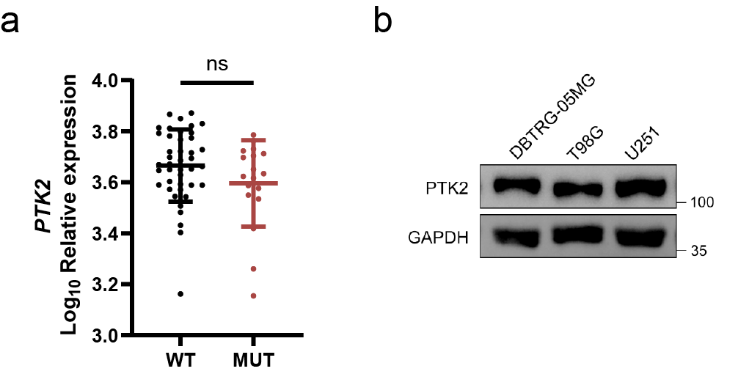 a
ns
PTK2
Log10 Relative expression
4.0
3.8
3.6
3.4
3.2
3.0
WT MUT
b
DBTRG-05MG T98G U251
PTK2
100
GAPDH
35